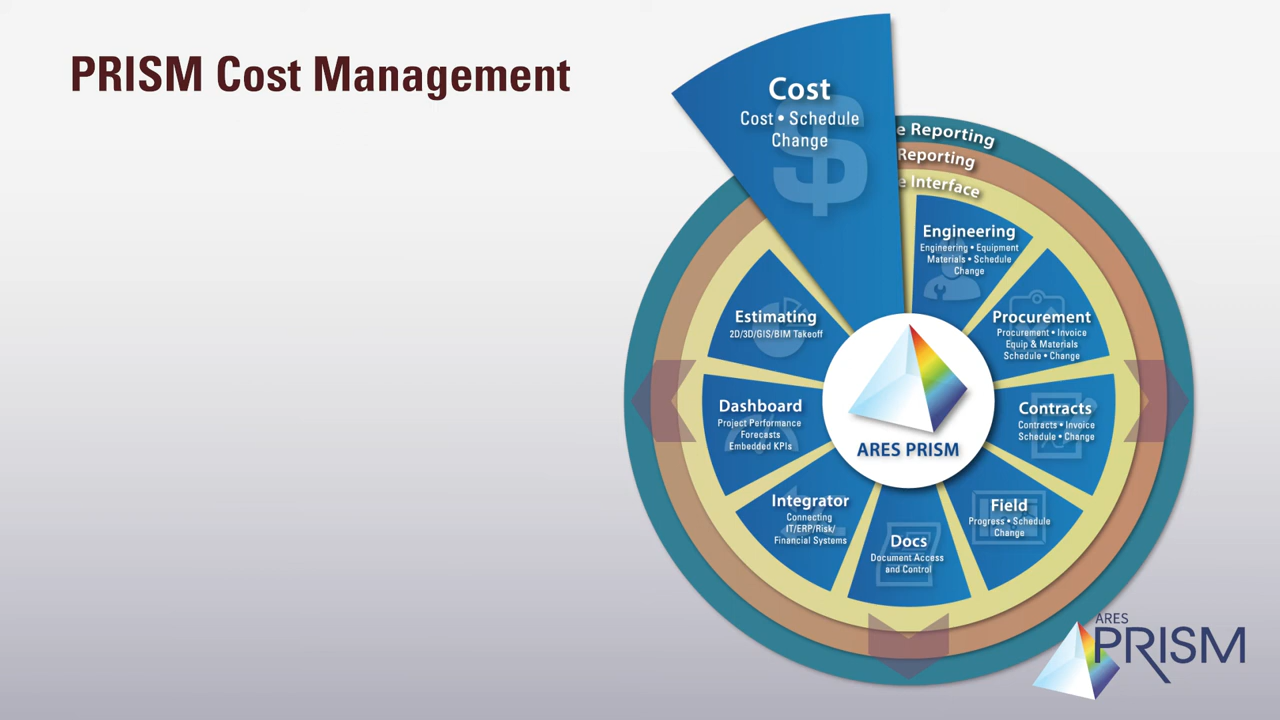 PRISM Cost Management
Cost
Cost • Schedule
Change
e Reporting
Reporting
e Interface
Engineering
Engineering • Equipment
Materials • Schedule
Change
Procurement
Procurement • Invoice
Equip & Materials
Schedule • Change
Contracts
Contracts • Invoice
Schedule • Change
Field
Progress • Schedule
Change
Docs
Document Access
and Control
Integrator
Connecting
IT/ERP/Risk/
Financial Systems
Dashboard
Project Performance
Forecasts
Embedded KPIs
Estimating
2D/3D/GIS/BIM Takeoff
ARES PRISM
ARES
PRISM